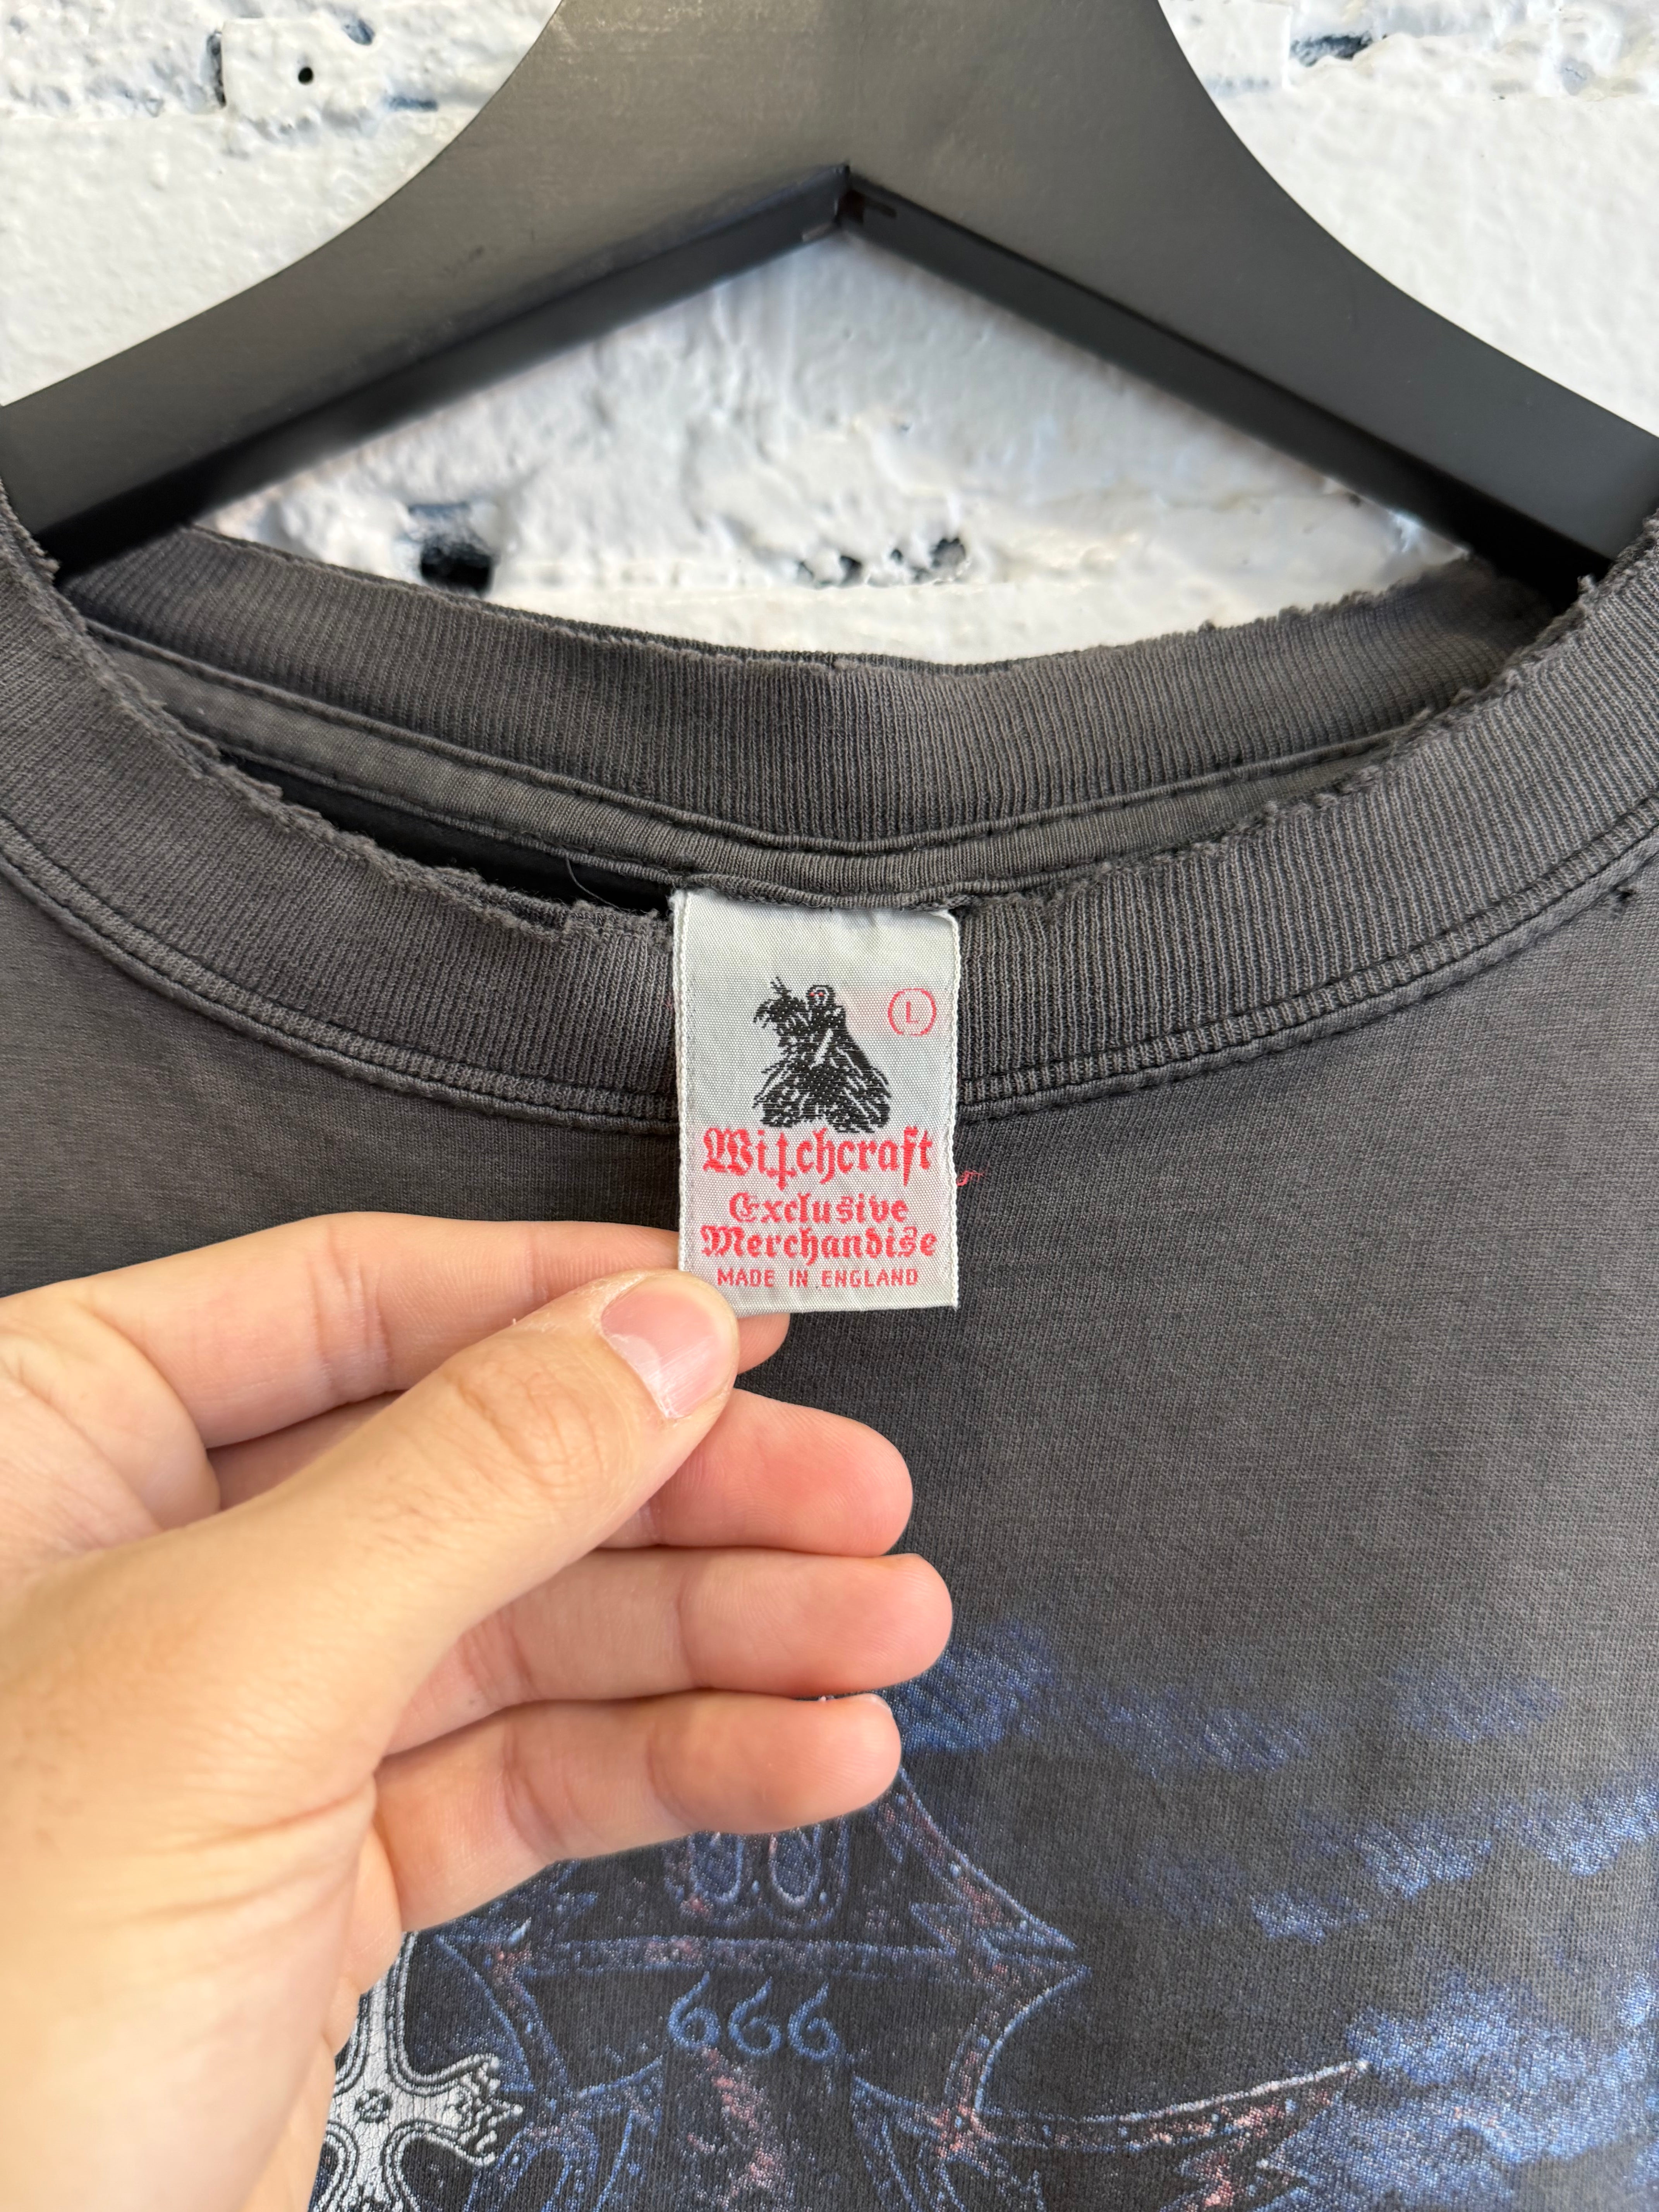 L
Witchcraft
Exclusive
Merchandise
MADE IN ENGLAND
666